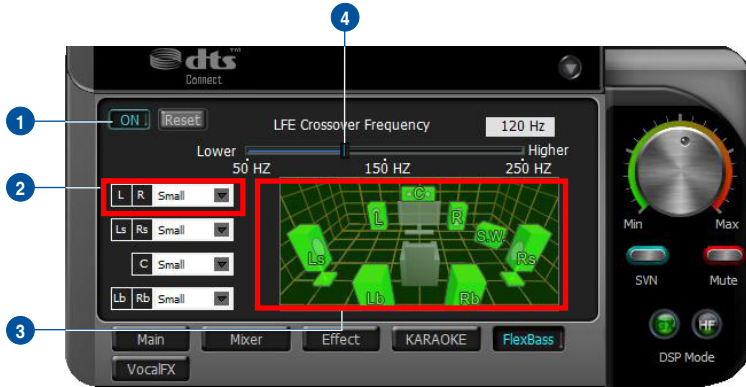 4
dts™
Connect
1
ON Reset
LFE Crossover Frequency
120 Hz
Lower
Higher
50 HZ
150 HZ
250 HZ
2
L R Small
Ls Rs Small
C Small
Lb Rb Small
C
L
R
S.W.
Ls
Rs
Lb
Rb
Min
Max
SVN
Mute
EX
HF
DSP Mode
3
Main
Mixer
Effect
KARAOKE
FlexBass
VocalFX